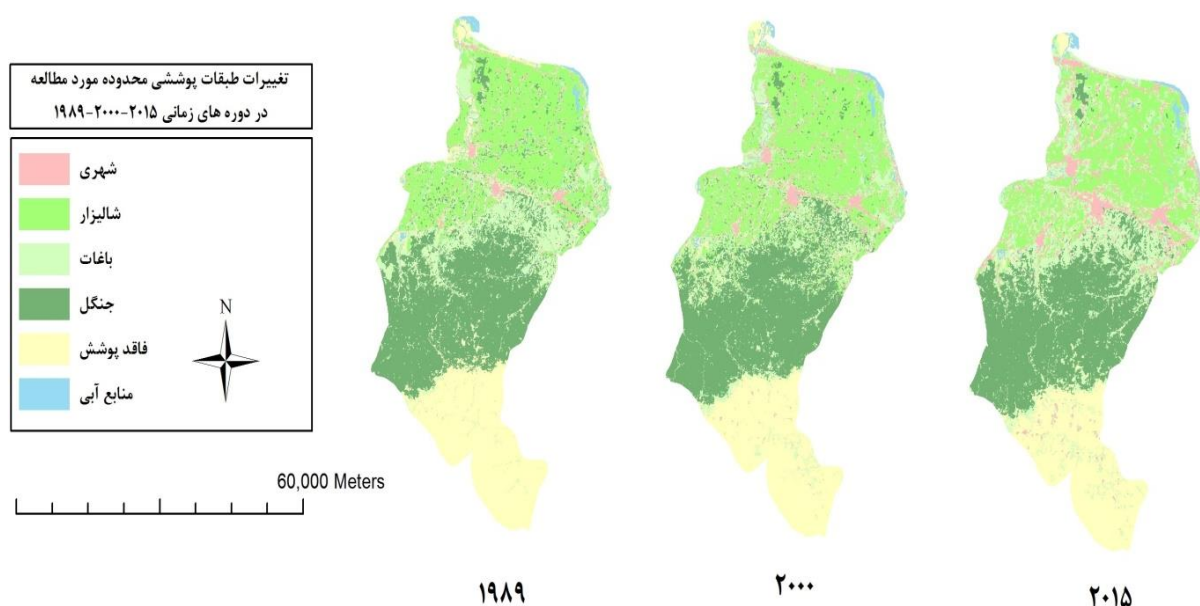 تغییرات طبقات پوششی محدوده مورد مطالعه
در دوره های زمانی ۲۰۱۵-۲۰۰۰-۱۹۸۹
شهری
شالیزار
باغات
جنگل
فاقد پوشش
منابع آبی
N
60,000 Meters
۱۹۸۹
۲۰۰۰
۲۰۱۵